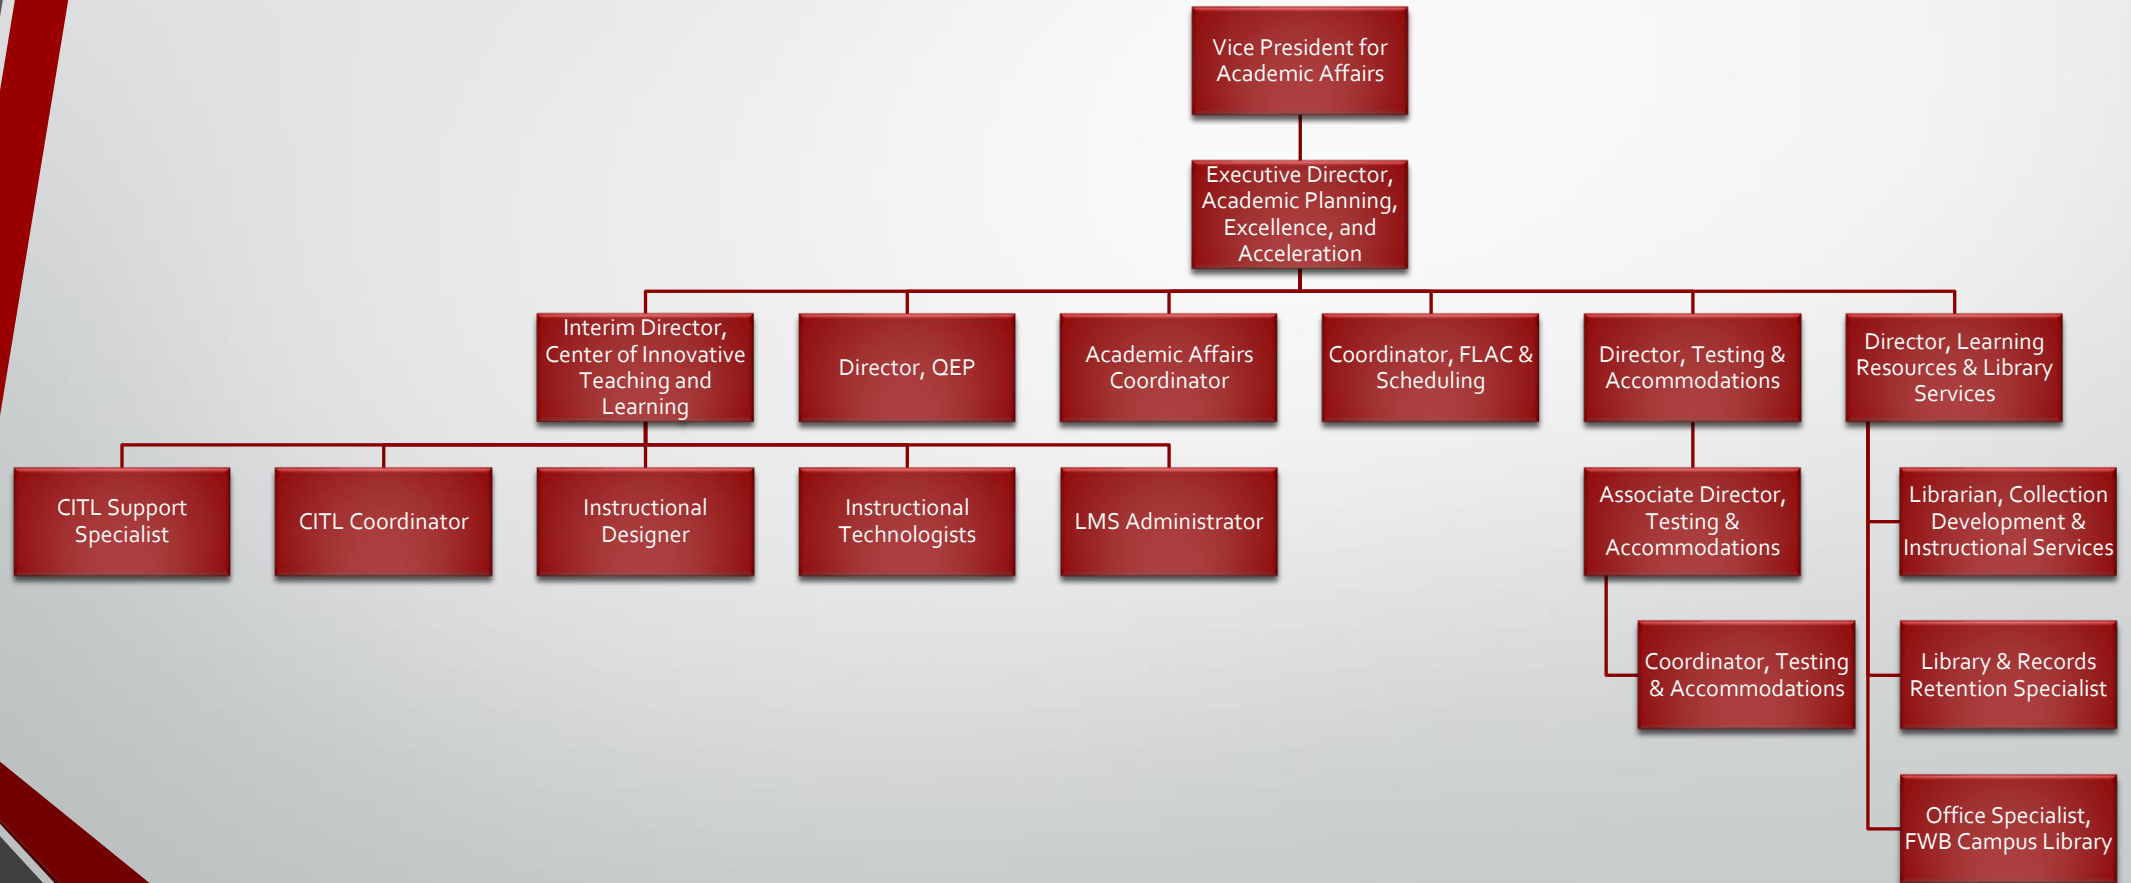 Vice President for
Academic Affairs
Executive Director,
Academic Planning,
Excellence, and
Acceleration
Interim Director,
Center of Innovative
Teaching and
Learning
Director, QEP
Academic Affairs
Coordinator
Coordinator, FLAC &
Scheduling
Director, Testing &
Accommodations
Director, Learning
Resources & Library
Services
CITL Support
Specialist
CITL Coordinator
Instructional
Designer
Instructional
Technologists
LMS Administrator
Associate Director,
Testing &
Accommodations
Librarian, Collection
Development &
Instructional Services
Coordinator, Testing
& Accommodations
Library & Records
Retention Specialist
Office Specialist,
FWB Campus Library